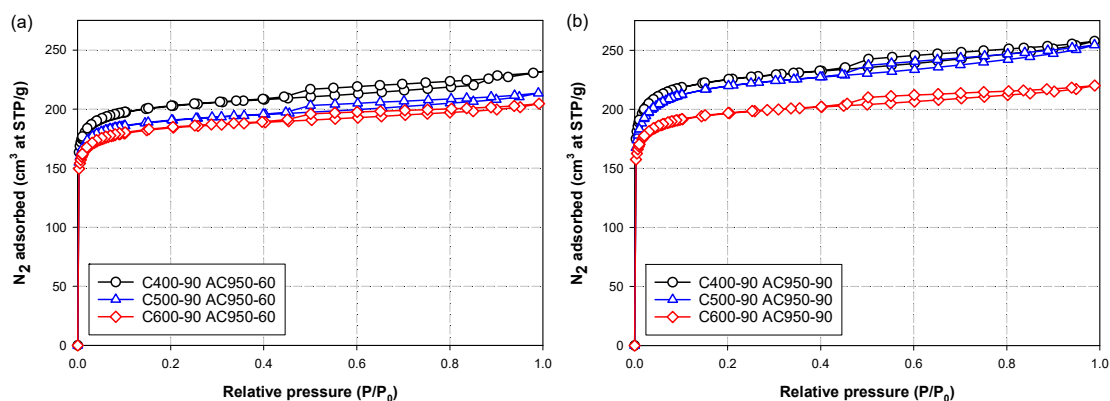 (a)
N2 adsorbed (cm3 at STP/g)
250
200
150
100
50
0
C400-90 AC950-60
C500-90 AC950-60
C600-90 AC950-60
0.0 0.2 0.4 0.6 0.8 1.0
Relative pressure (P/P0)
(b)
N2 adsorbed (cm3 at STP/g)
250
200
150
100
50
0
C400-90 AC950-90
C500-90 AC950-90
C600-90 AC950-90
0.0 0.2 0.4 0.6 0.8 1.0
Relative pressure (P/P0)